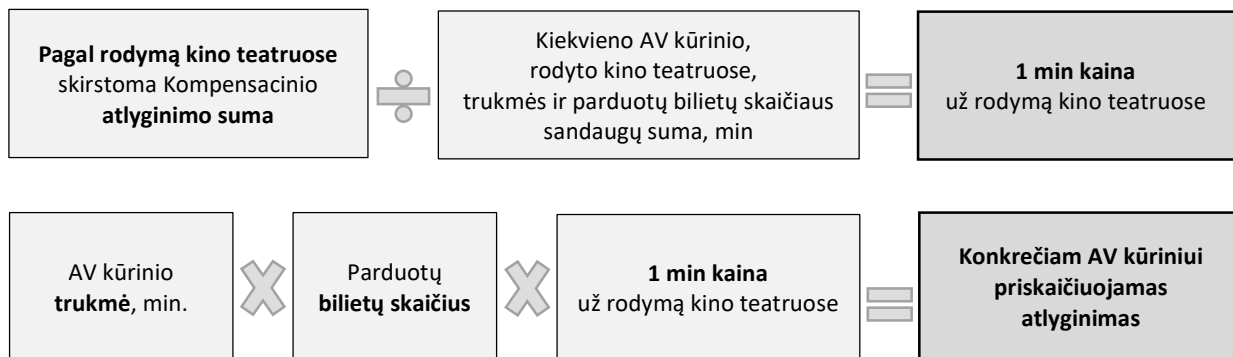 Pagal rodymą kino teatruose
skirstoma Kompensacinio
atlyginimo suma
Kiekvieno AV kūrinio,
rodyto kino teatruose,
trukmės ir parduotų bilietų skaičiaus
sandaugų suma, min
1 min kaina
už rodymą kino teatruose
AV kūrinio
trukmė, min.
Parduotų
bilietų skaičius
1 min kaina
už rodymą kino teatruose
Konkrečiam AV kūriniui
priskaičiuojamas
atlyginimas